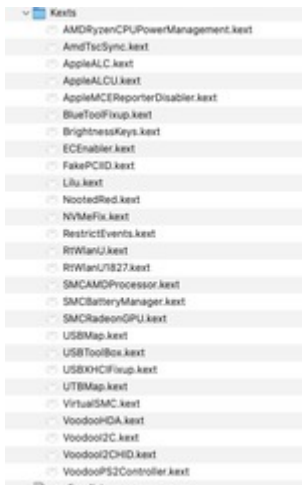 Kexts
AMDRyzenCPUPowerManagement.kext
AmdTscSync.kext
AppleALC.kext
AppleALCU.kext
AppleMCEReporterDisabler.kext
BlueToolFixup.kext
BrightnessKeys.kext
ECEnabler.kext
FakePCIID.kext
Lilu.kext
NootedRed.kext
NVMeFix.kext
RestrictEvents.kext
RtWlanU.kext
RtWlanU1827.kext
SMCAMDProcessor.kext
SMCBatteryManager.kext
SMCRadeonGPU.kext
USBMap.kext
USBToolBox.kext
USBXHCIFixup.kext
UTBMap.kext
VirtualSMC.kext
VoodooHDA.kext
VoodooI2C.kext
VoodooI2CHID.kext
VoodooPS2Controller.kext